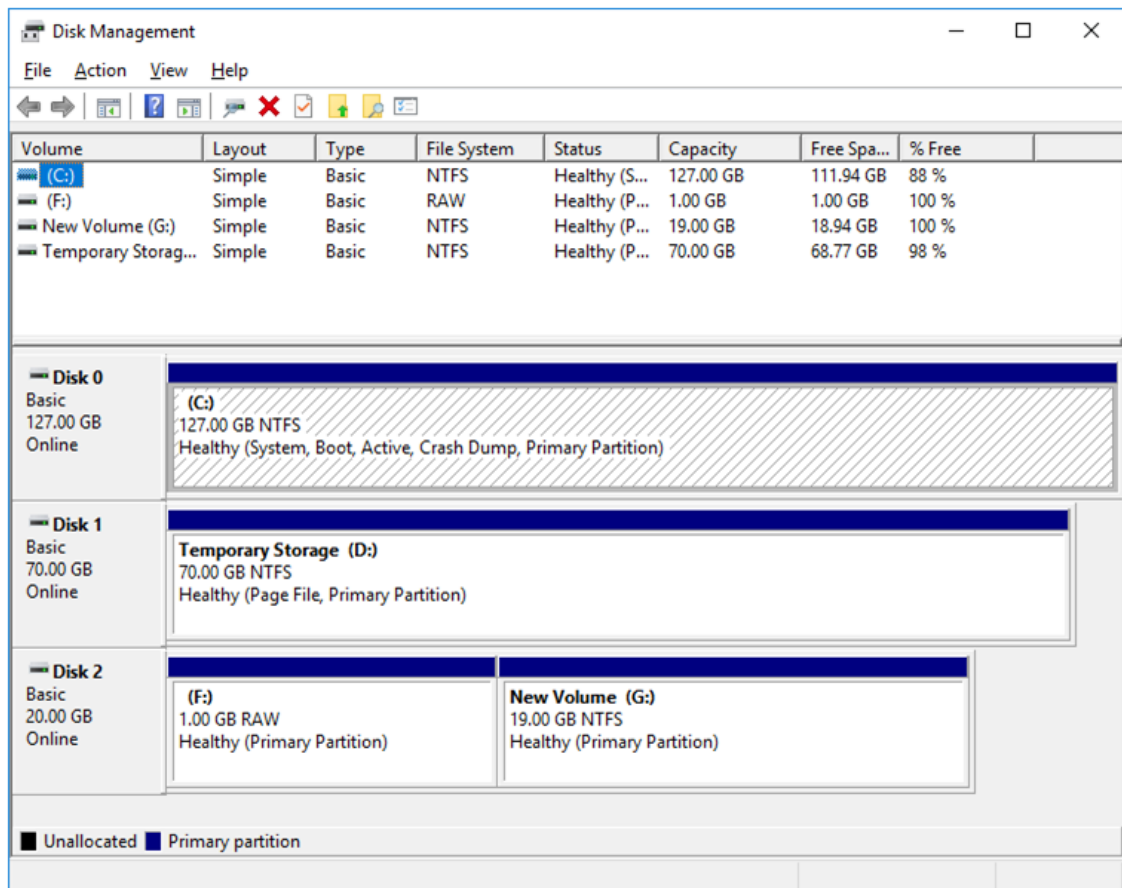 Disk Management
File Action View Help
Volume Layout Type File System Status Capacity Free Spa... % Free
(C:) Simple Basic NTFS Healthy (S... 127.00 GB 111.94 GB 88 %
(F:) Simple Basic RAW Healthy (P... 1.00 GB 1.00 GB 100 %
New Volume (G:) Simple Basic NTFS Healthy (P... 19.00 GB 18.94 GB 100 %
Temporary Storag... Simple Basic NTFS Healthy (P... 70.00 GB 68.77 GB 98 %
Disk 0
Basic
127.00 GB
Online
(C:)
127.00 GB NTFS
Healthy (System, Boot, Active, Crash Dump, Primary Partition)
Disk 1
Basic
70.00 GB
Online
Temporary Storage (D:)
70.00 GB NTFS
Healthy (Page File, Primary Partition)
Disk 2
Basic
20.00 GB
Online
(F:)
1.00 GB RAW
Healthy (Primary Partition)
New Volume (G:)
19.00 GB NTFS
Healthy (Primary Partition)
Unallocated Primary partition